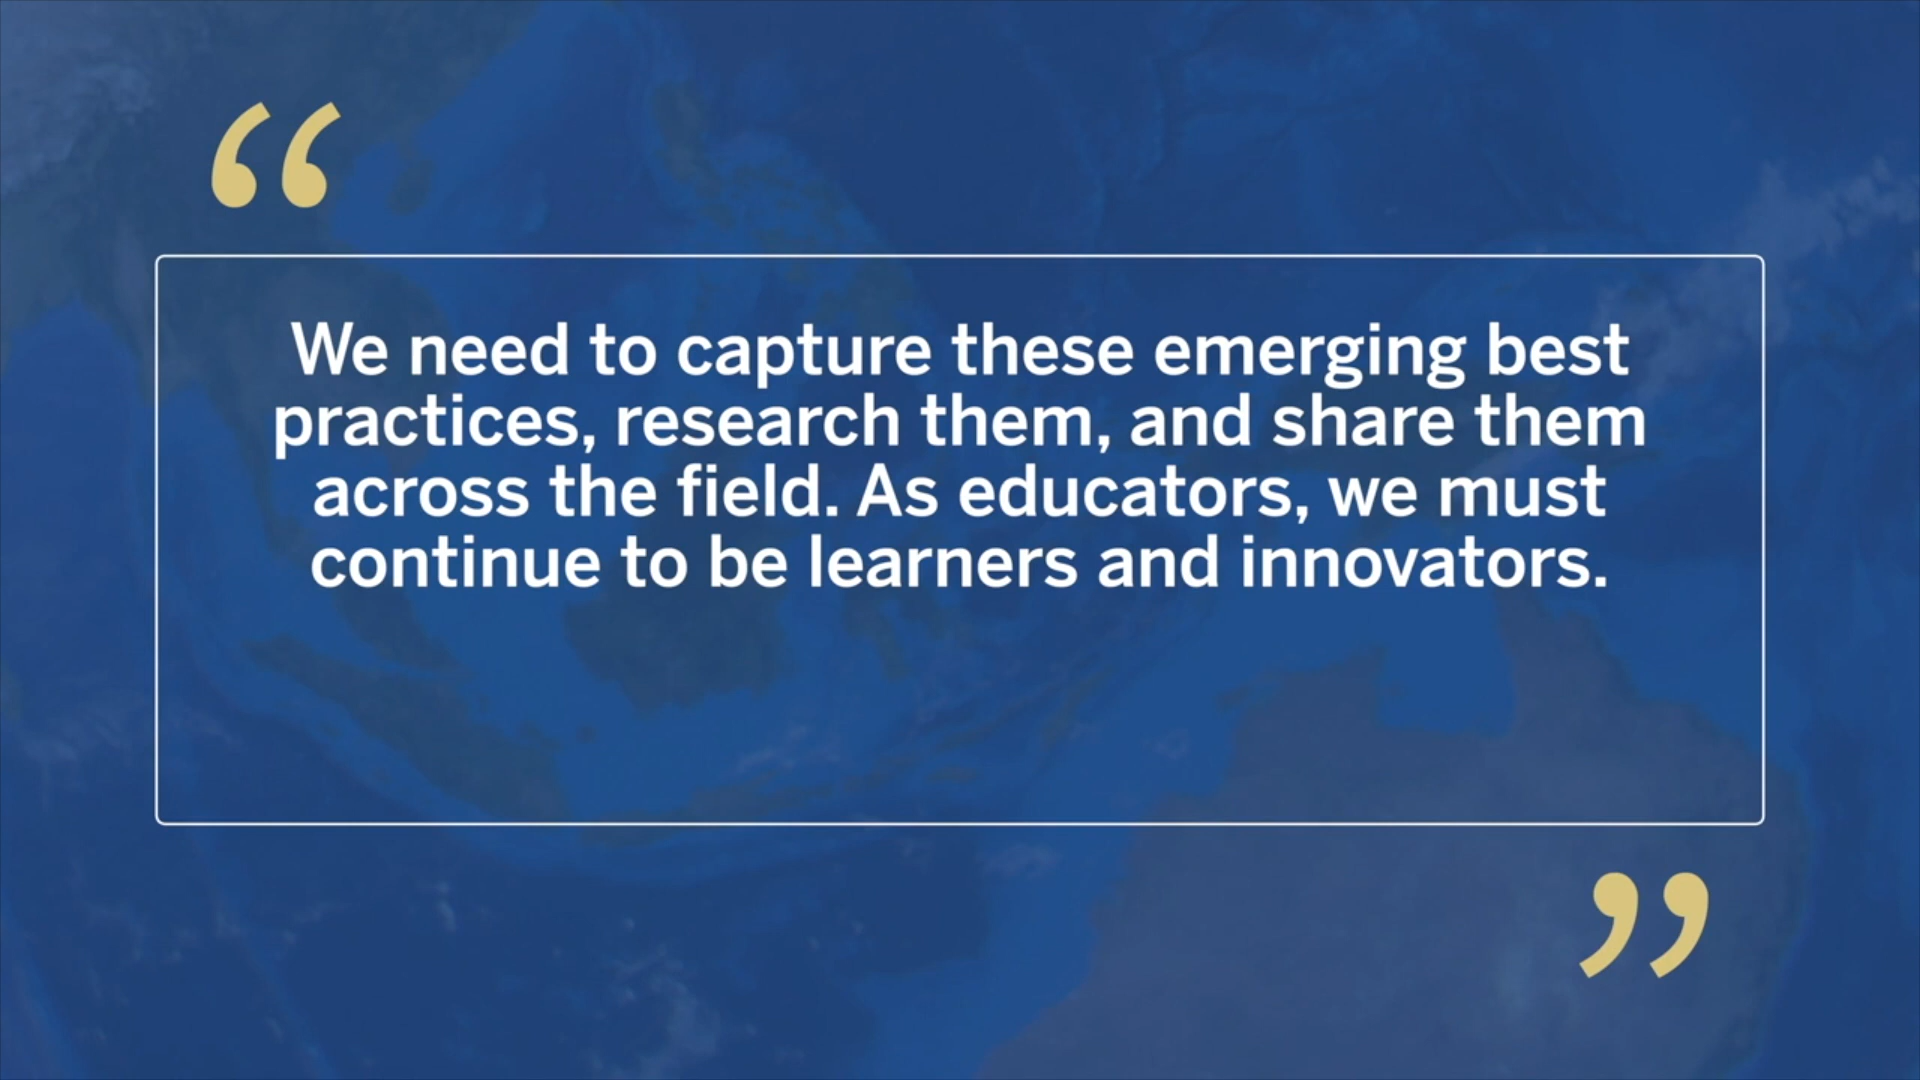 “
We need to capture these emerging best
practices, research them, and share them
across the field. As educators, we must
continue to be learners and innovators.
”